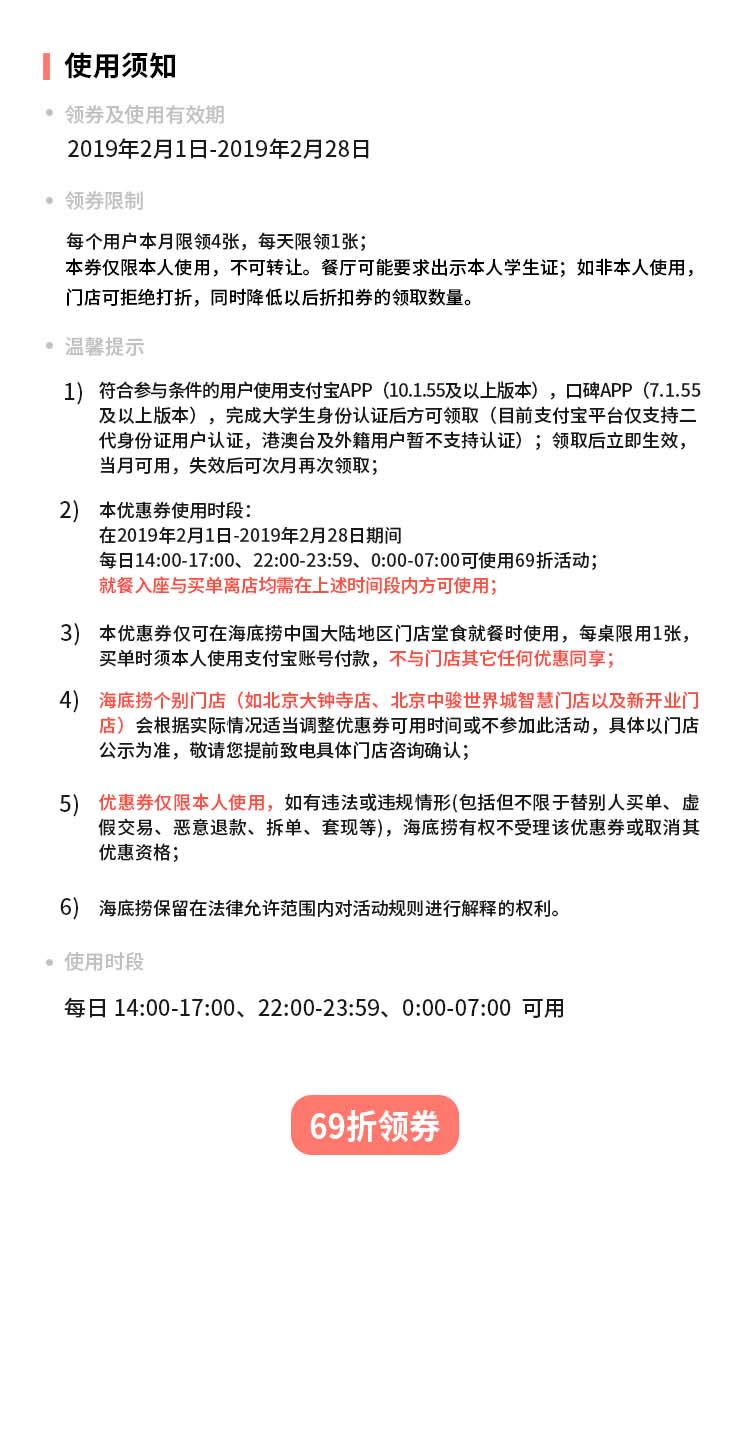 使用须知
领券及使用有效期
2019年2月1日-2019年2月28日
领券限制
每个用户本月限领4张，每天限领1张；
本券仅限本人使用，不可转让。餐厅可能要求出示本人学生证；如非本人使用，
门店可拒绝打折，同时降低以后折扣券的领取数量。
温馨提示
1) 符合参与条件的用户使用支付宝APP（10.1.55及以上版本），口碑APP（7.1.55
及以上版本），完成大学生身份认证后方可领取（目前支付宝平台仅支持二
代身份证用户认证，港澳台及外籍用户暂不支持认证）；领取后立即生效，
当月可用，失效后可次月再次领取；
2) 本优惠券使用时段：
在2019年2月1日-2019年2月28日期间
每日14:00-17:00、22:00-23:59、0:00-07:00可使用69折活动；
就餐入座与买单离店均需在上述时间段内方可使用；
3) 本优惠券仅可在海底捞中国大陆地区门店堂食就餐时使用，每桌限用1张，
买单时须本人使用支付宝账号付款，不与门店其它任何优惠同享；
4) 海底捞个别门店（如北京大钟寺店、北京中骏世界城智慧门店以及新开业门
店）会根据实际情况适当调整优惠券可用时间或不参加此活动，具体以门店
公示为准，敬请您提前致电具体门店咨询确认；
5) 优惠券仅限本人使用，如有违法或违规情形(包括但不限于替别人买单、虚
假交易、恶意退款、拆单、套现等)，海底捞有权不受理该优惠券或取消其
优惠资格；
6) 海底捞保留在法律允许范围内对活动规则进行解释的权利。
使用时段
每日 14:00-17:00、22:00-23:59、0:00-07:00 可用
69折领券